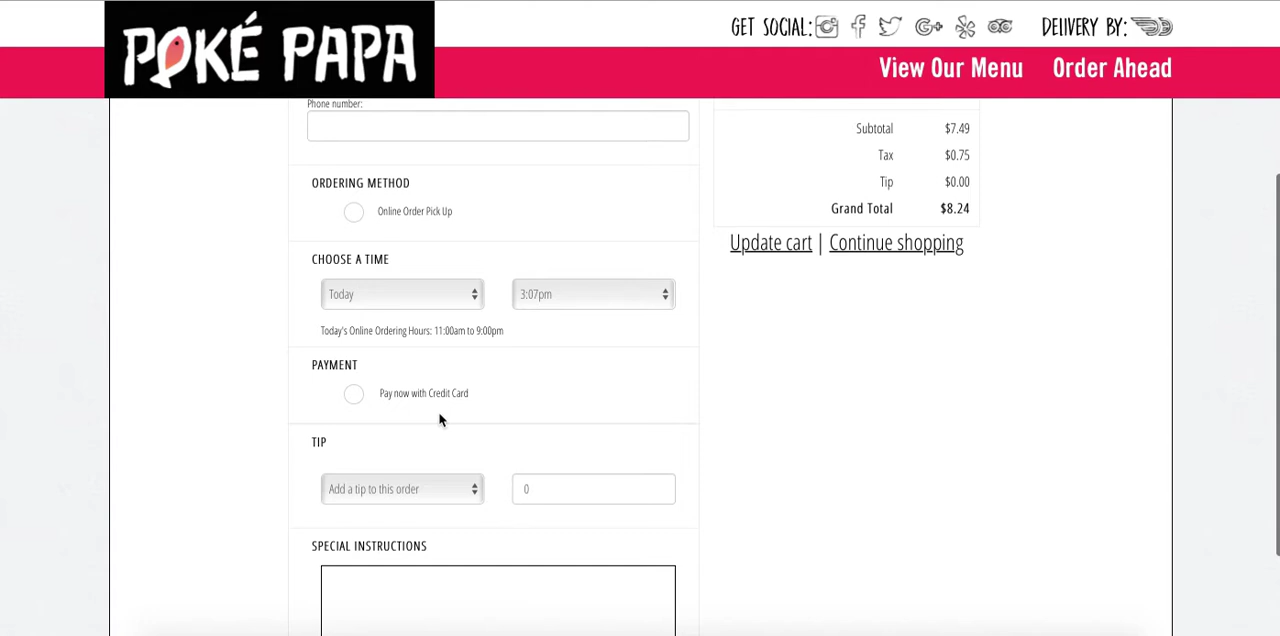 POKÉ PAPA
GET SOCIAL:
DELIVERY BY:
View Our Menu
Order Ahead
Phone number:
ORDERING METHOD
Online Order Pick Up
CHOOSE A TIME
Today
3:07pm
Today's Online Ordering Hours: 11:00am to 9:00pm
PAYMENT
Pay now with Credit Card
TIP
Add a tip to this order
0
SPECIAL INSTRUCTIONS
Subtotal $7.49
Tax $0.75
Tip $0.00
Grand Total $8.24
Update cart | Continue shopping